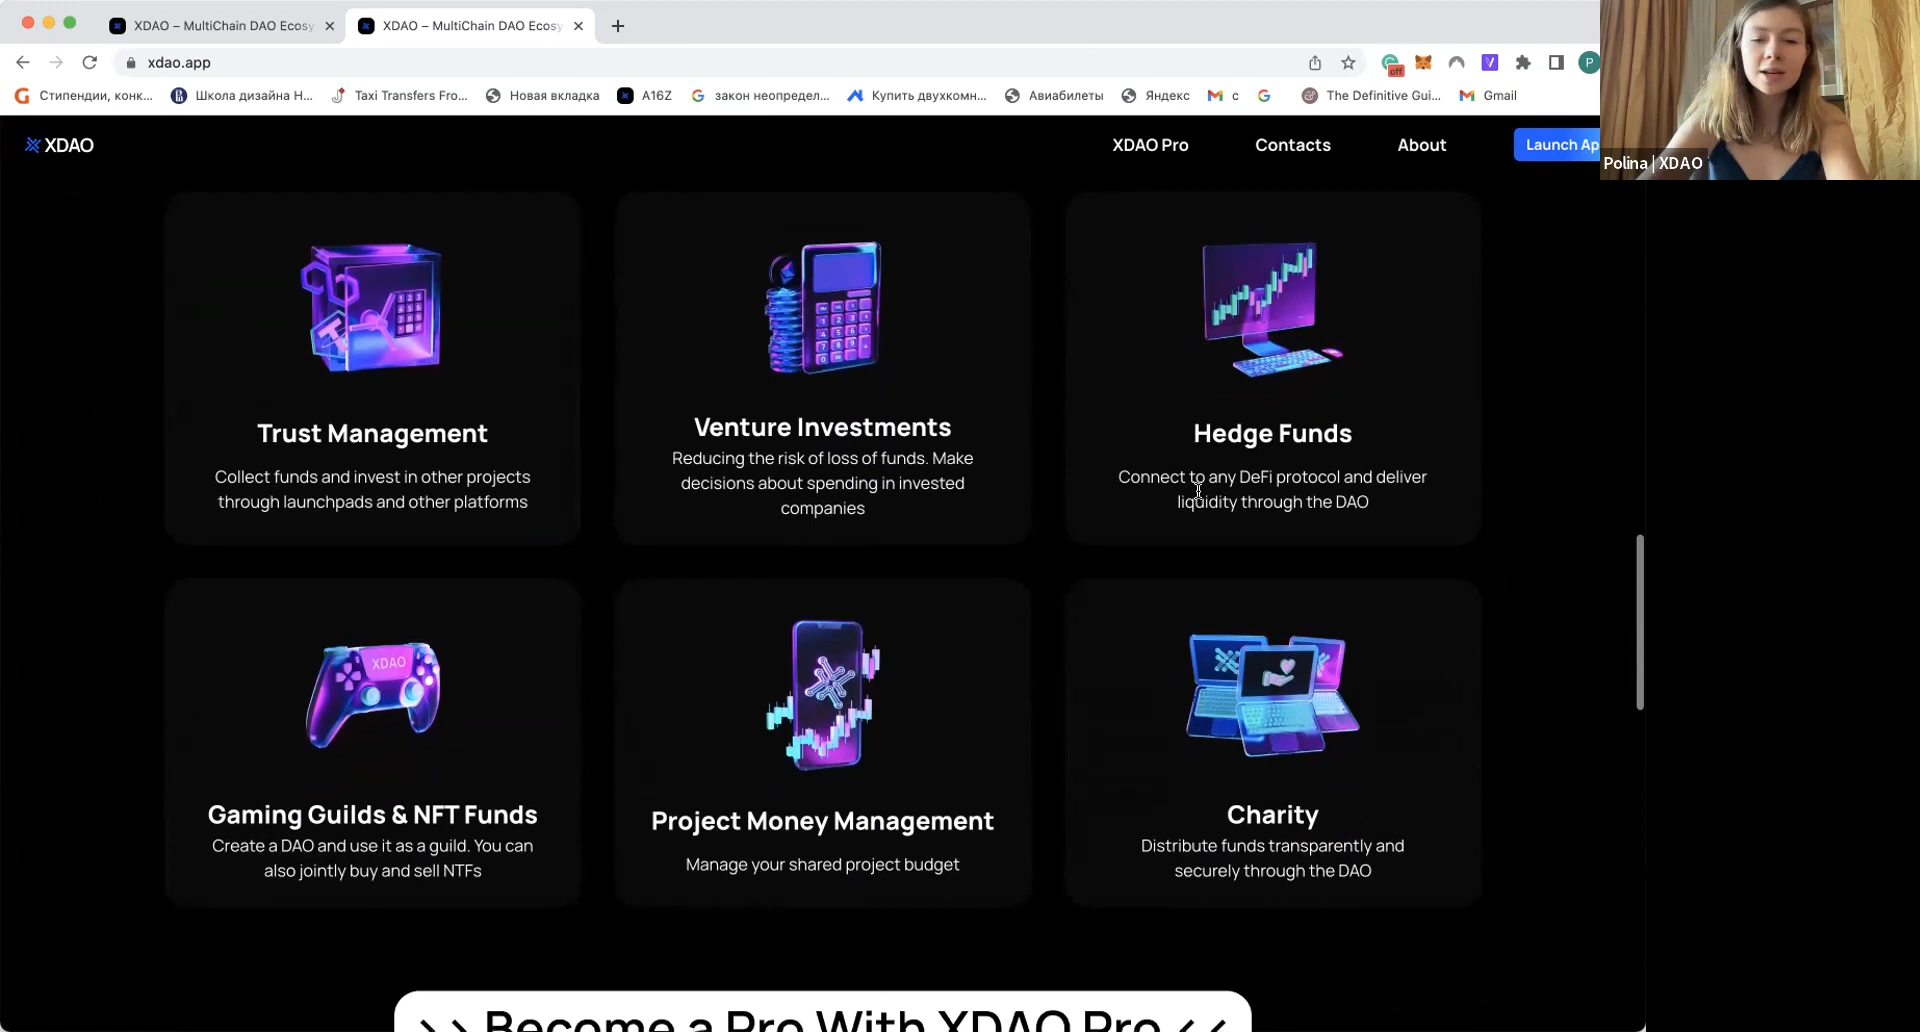 XDAO – MultiChain DAO Ecosy
XDAO – MultiChain DAO Ecosy
xdao.app
off
P
Стипендии, конк...
Школа дизайна Н...
Taxi Transfers Fro...
Новая вкладка
A16Z
закон неопредел...
Купить двухкомн...
Авиабилеты
Яндекс
с
The Definitive Gui...
Gmail
XDAO
XDAO Pro
Contacts
About
Launch Ap
Polina | XDAO
Trust Management
Collect funds and invest in other projects
through launchpads and other platforms
Venture Investments
Reducing the risk of loss of funds. Make
decisions about spending in invested
companies
Hedge Funds
Connect to any DeFi protocol and deliver
liquidity through the DAO
XDAO
Gaming Guilds & NFT Funds
Create a DAO and use it as a guild. You can
also jointly buy and sell NTFs
Project Money Management
Manage your shared project budget
Charity
Distribute funds transparently and
securely through the DAO
>> Become a Pro With XDAO Pro <<